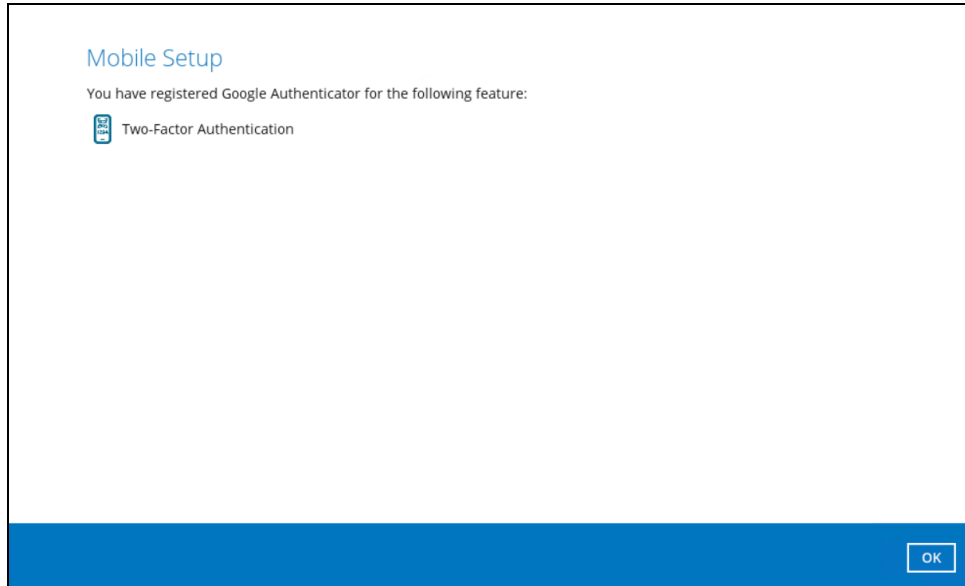 Mobile Setup
You have registered Google Authenticator for the following feature:
Two-Factor Authentication
OK